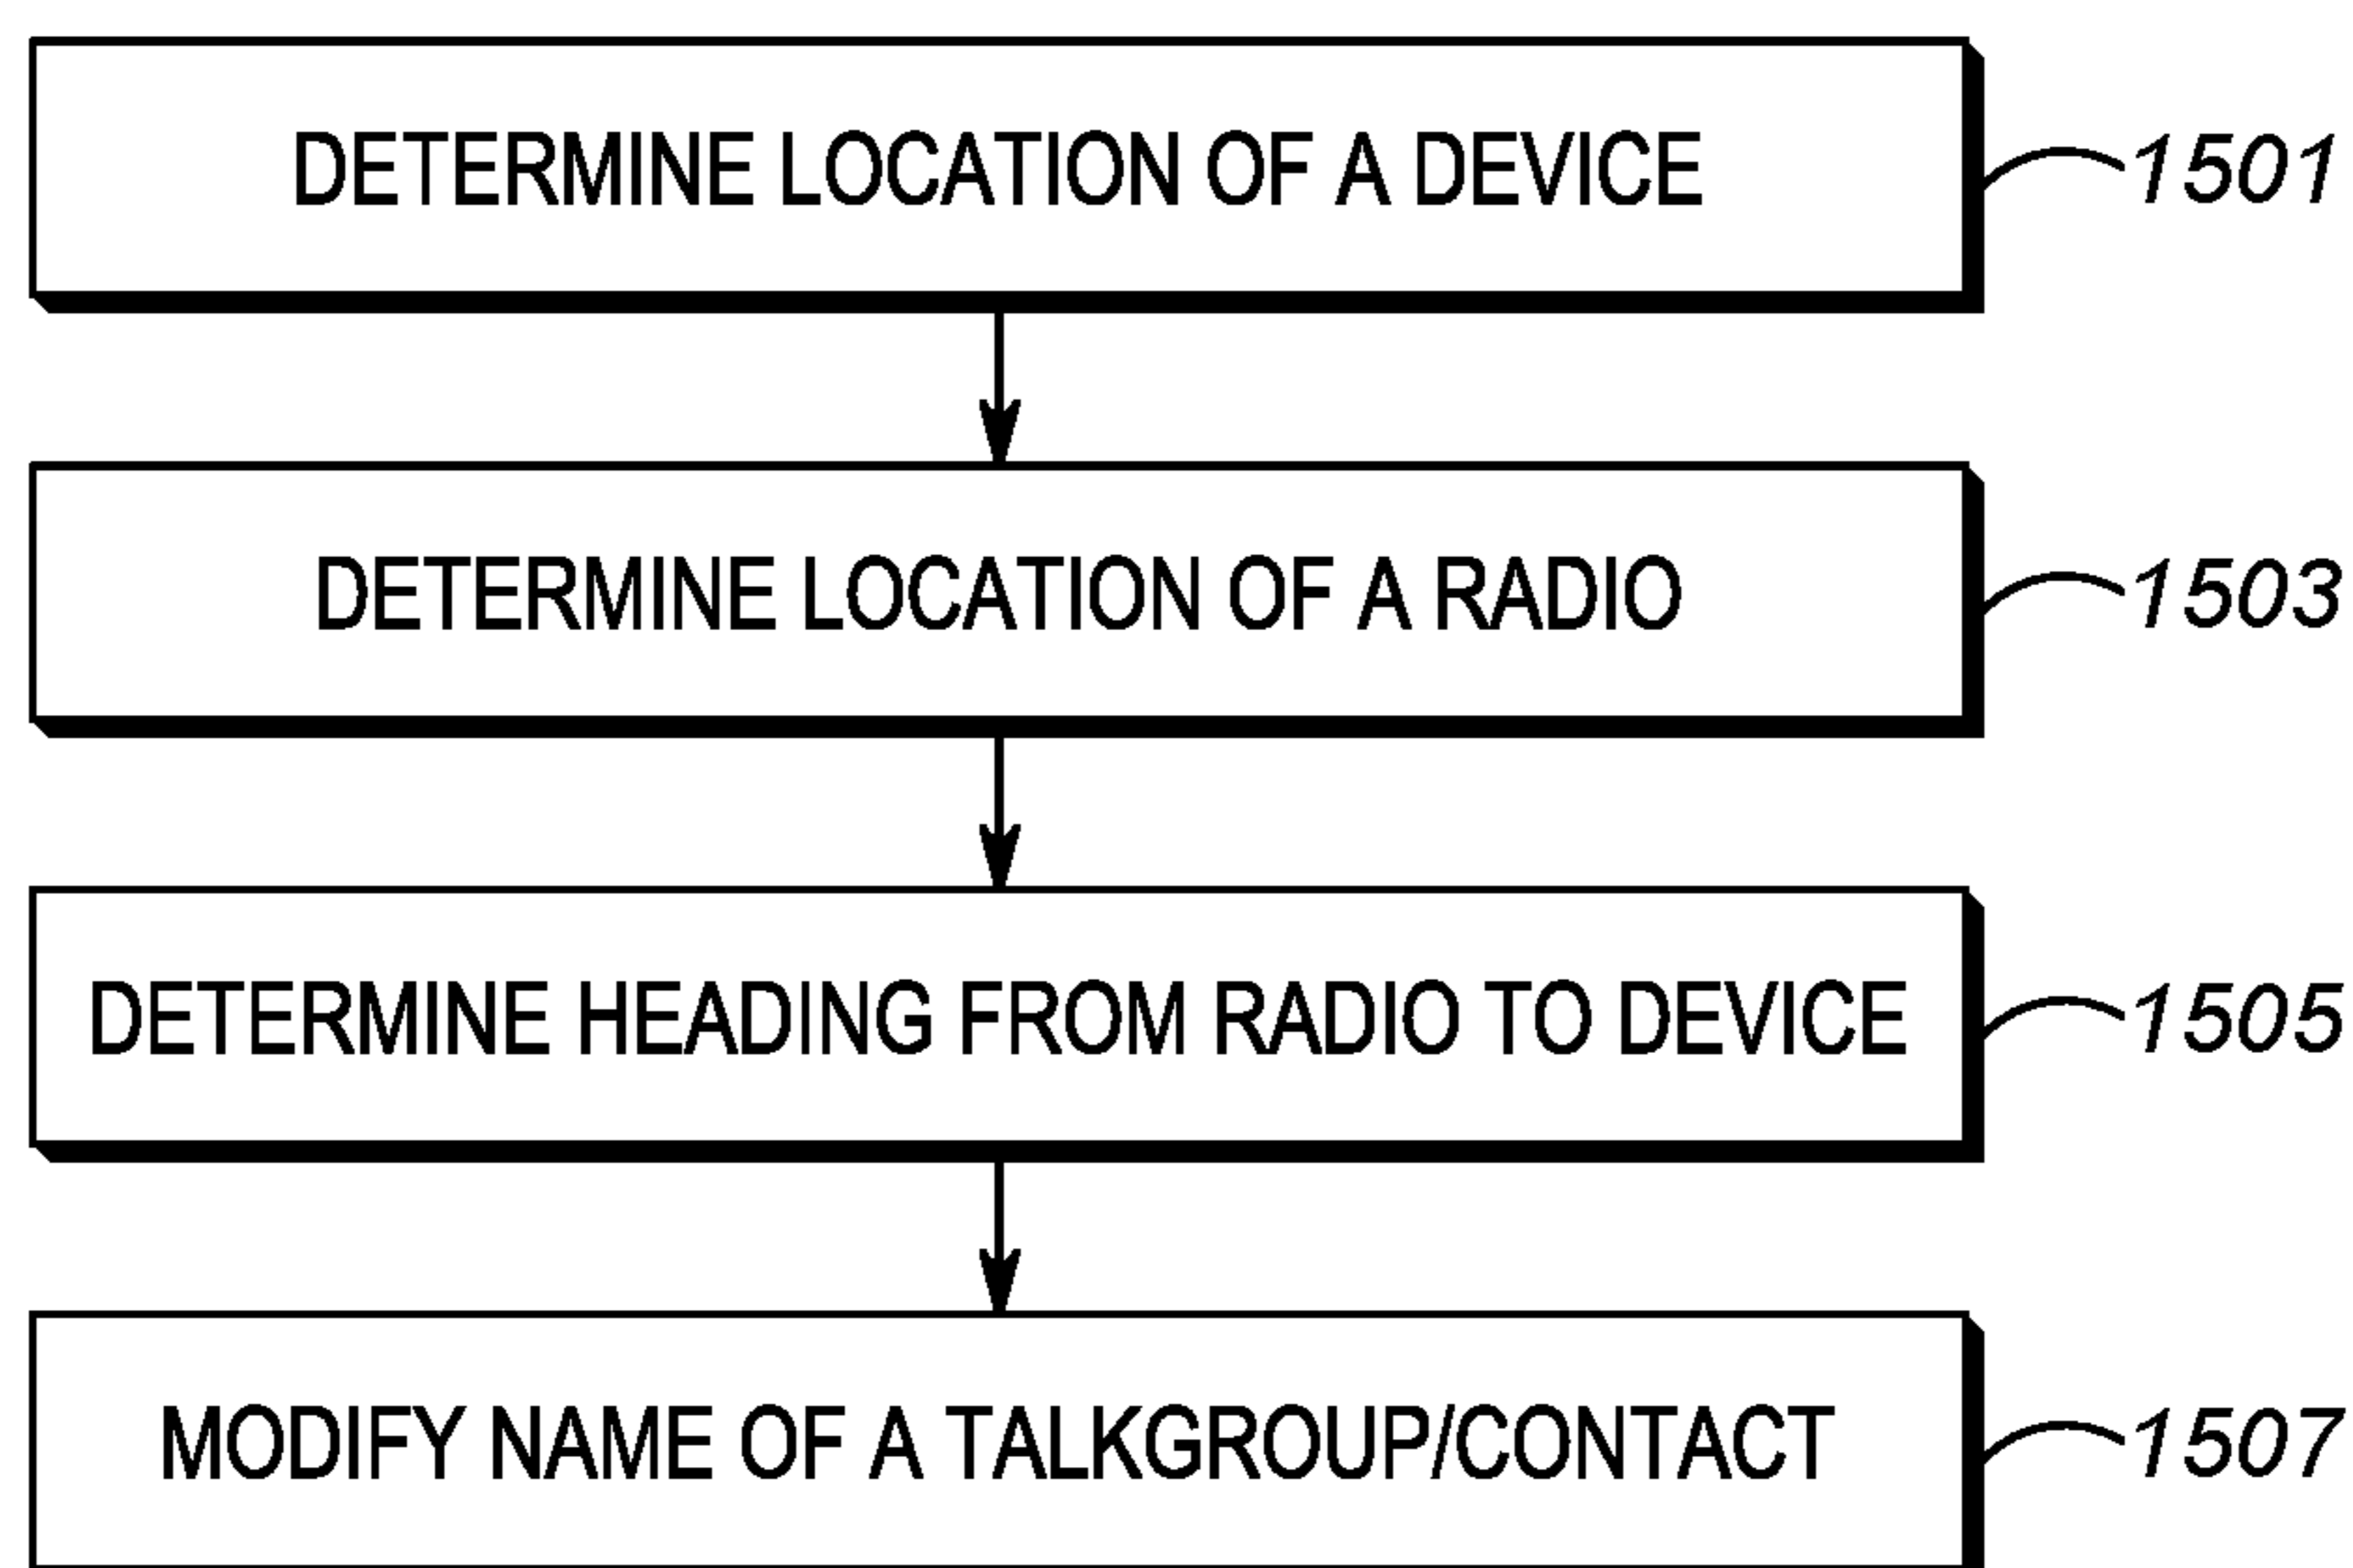 DETERMINE LOCATION OF A DEVICE
1501
DETERMINE LOCATION OF A RADIO
1503
DETERMINE HEADING FROM RADIO TO DEVICE
1505
MODIFY NAME OF A TALKGROUP/CONTACT
1507